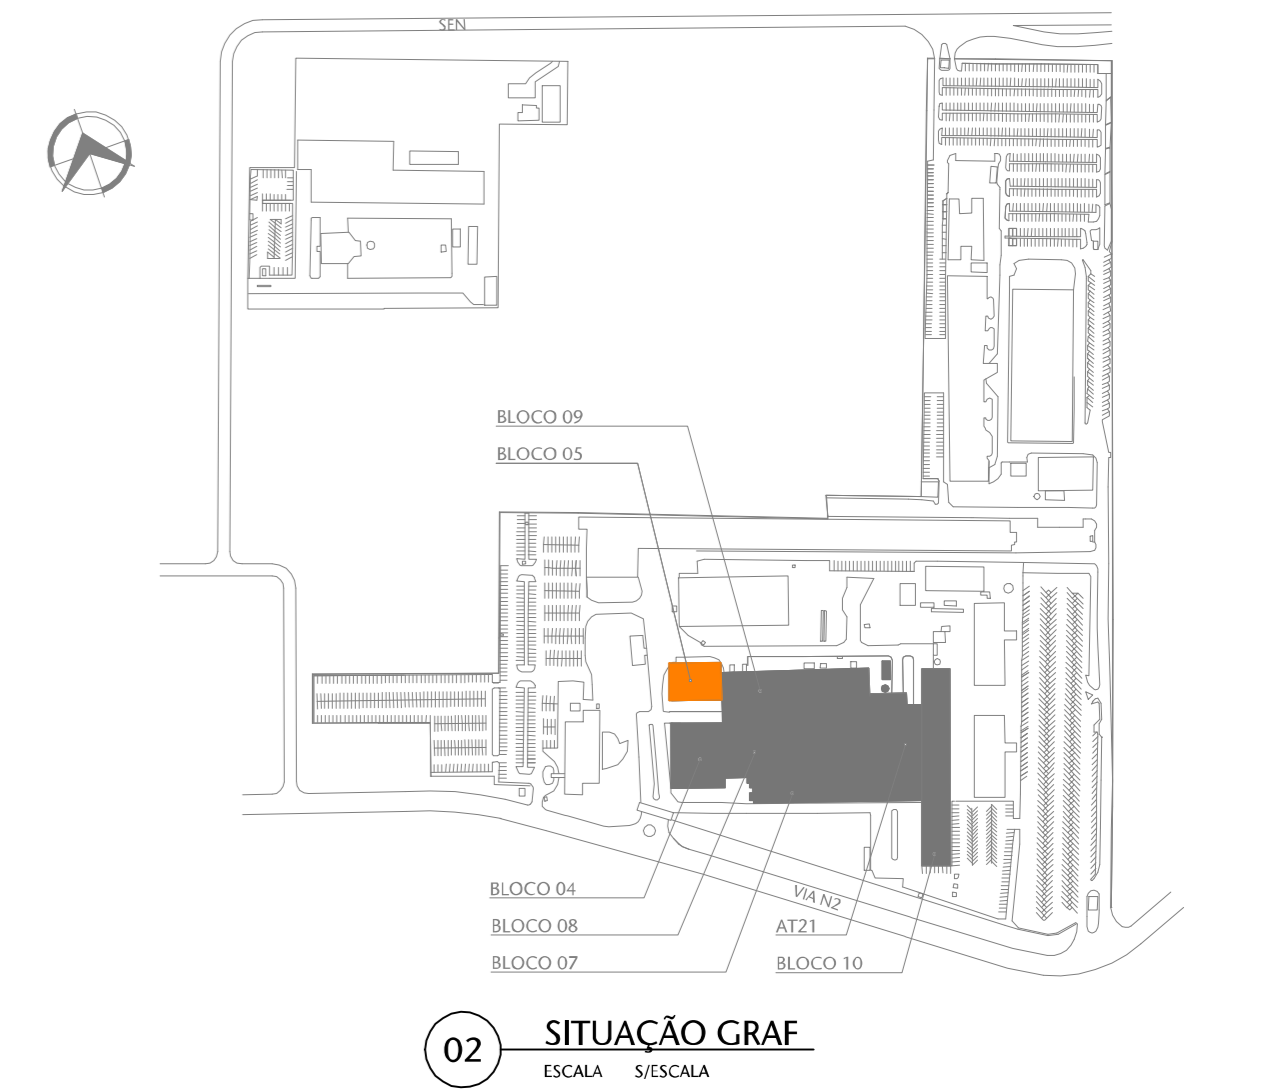 SEN
BLOCO 09
BLOCO 05
BLOCO 04
BLOCO 08
BLOCO 07
VIA N2
AT21
BLOCO 10
02
SITUAÇÃO GRAF
ESCALA S/ESCALA